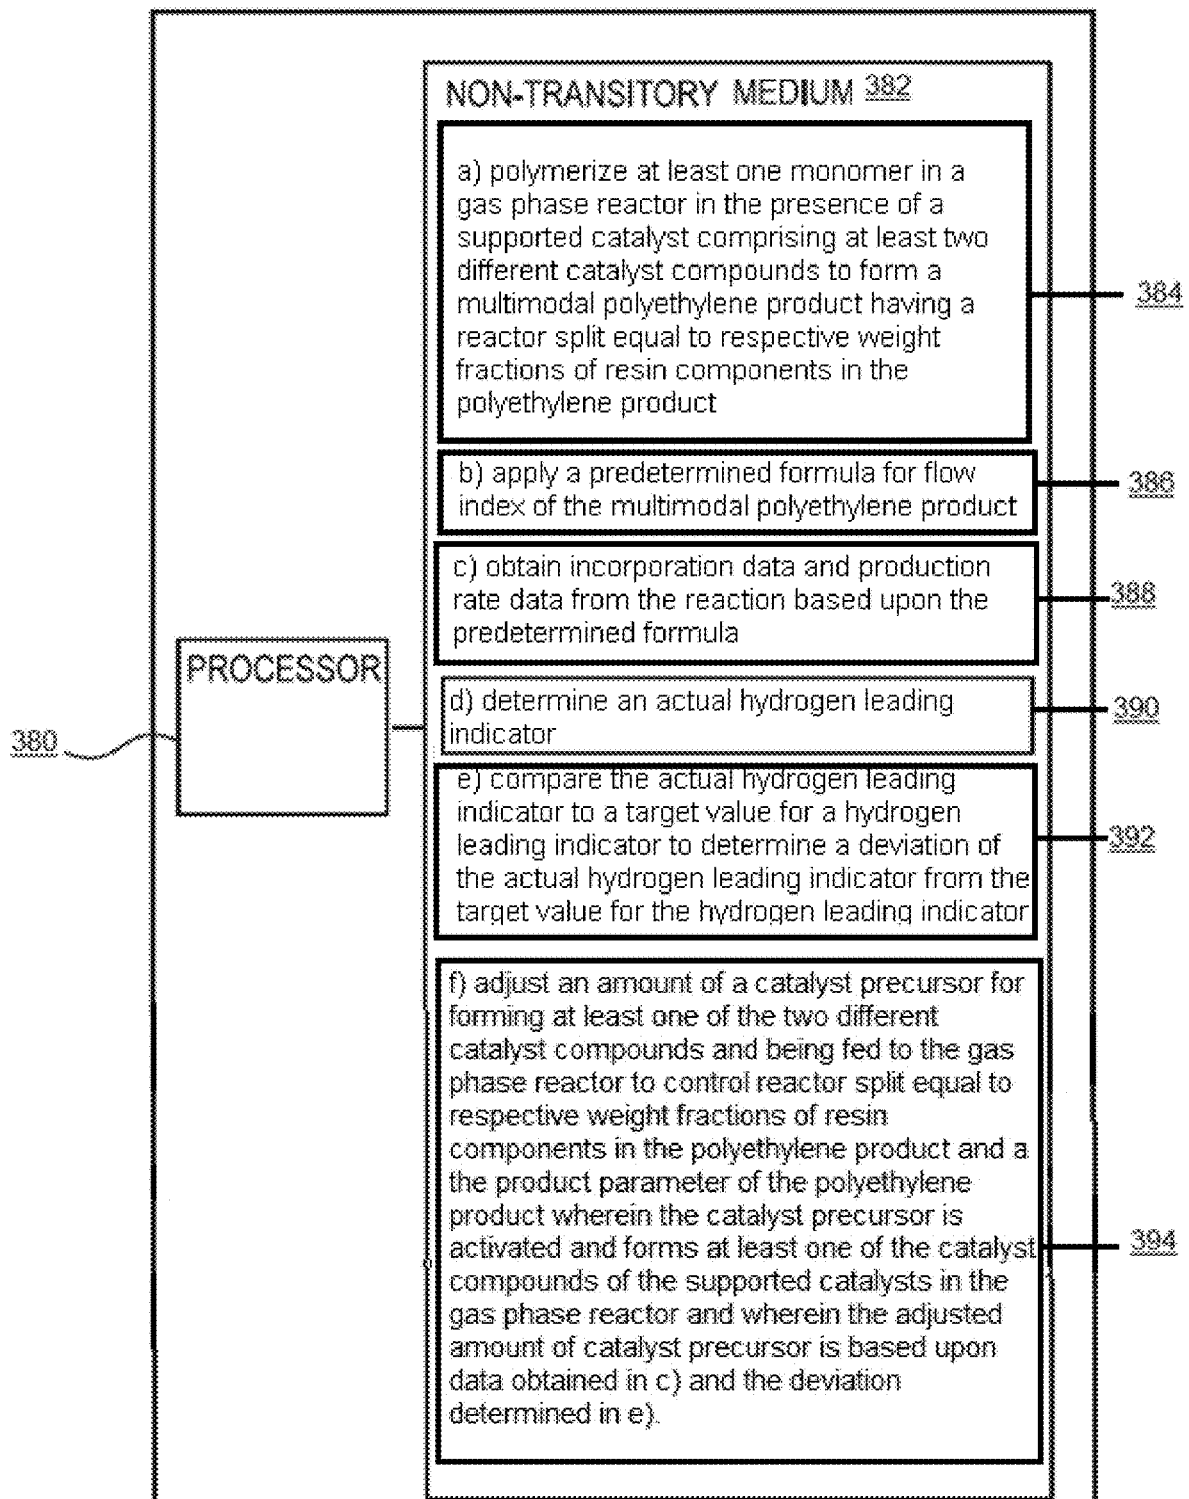 NON-TRANSITORY MEDIUM 382
a) polymerize at least one monomer in a
gas phase reactor in the presence of a
supported catalyst comprising at least two
different catalyst compounds to form a
multimodal polyethylene product having a
reactor split equal to respective weight
fractions of resin components in the
polyethylene product
384
b) apply a predetermined formula for flow
index of the multimodal polyethylene product
386
c) obtain incorporation data and production
rate data from the reaction based upon the
predetermined formula
388
PROCESSOR
380
d) determine an actual hydrogen leading
indicator
390
e) compare the actual hydrogen leading
indicator to a target value for a hydrogen
leading indicator to determine a deviation of
the actual hydrogen leading indicator from the
target value for the hydrogen leading indicator
392
f) adjust an amount of a catalyst precursor for
forming at least one of the two different
catalyst compounds and being fed to the gas
phase reactor to control reactor split equal to
respective weight fractions of resin
components in the polyethylene product and a
the product parameter of the polyethylene
product wherein the catalyst precursor is
activated and forms at least one of the catalyst
compounds of the supported catalysts in the
gas phase reactor and wherein the adjusted
amount of catalyst precursor is based upon
data obtained in c) and the deviation
determined in e).
394